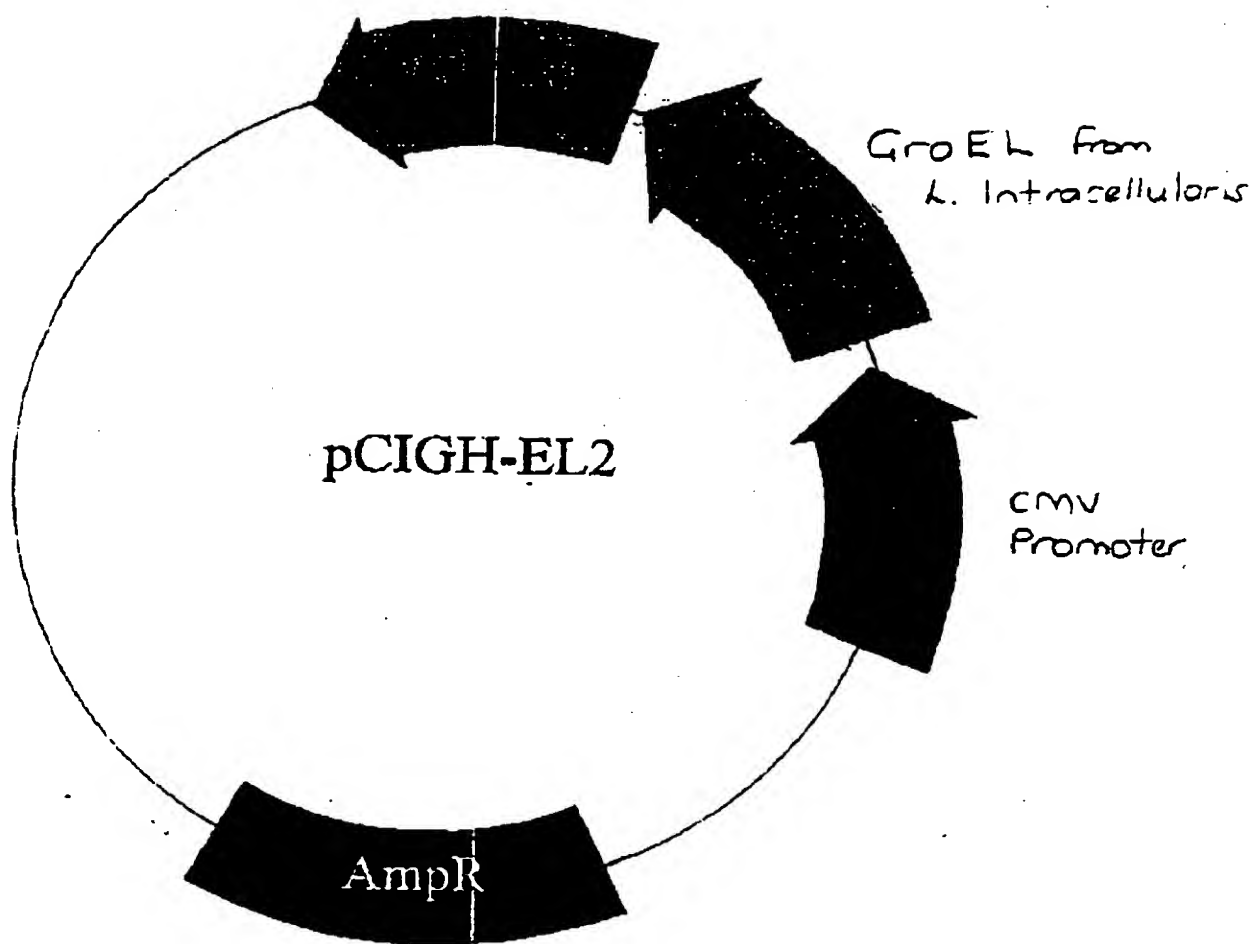 GroEL from
L. Intracellularis
pCIGH-EL2
CMV
Promoter
AmpR